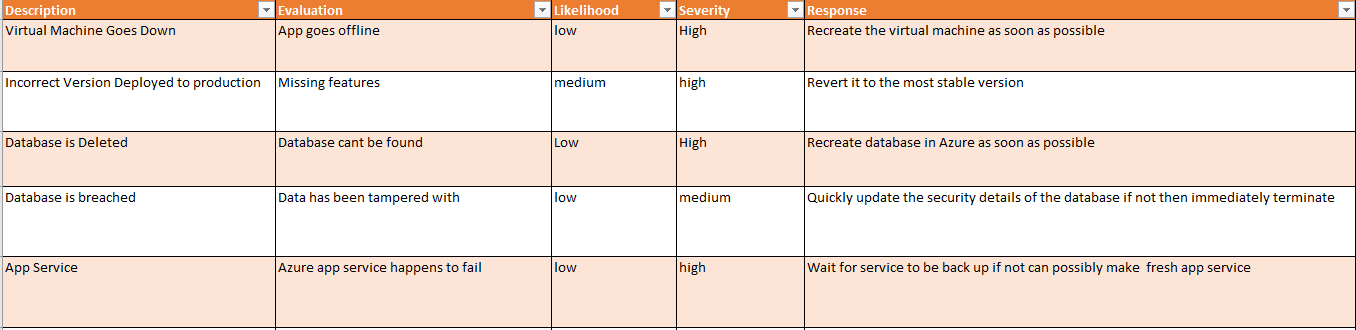 Description Evaluation Likelihood Severity Response
Virtual Machine Goes Down App goes offline low High Recreate the virtual machine as soon as possible
Incorrect Version Deployed to production Missing features medium high Revert it to the most stable version
Database is Deleted Database cant be found Low High Recreate database in Azure as soon as possible
Database is breached Data has been tampered with low medium Quickly update the security details of the database if not then immediately terminate
App Service Azure app service happens to fail low high Wait for service to be back up if not can possibly make  fresh app service